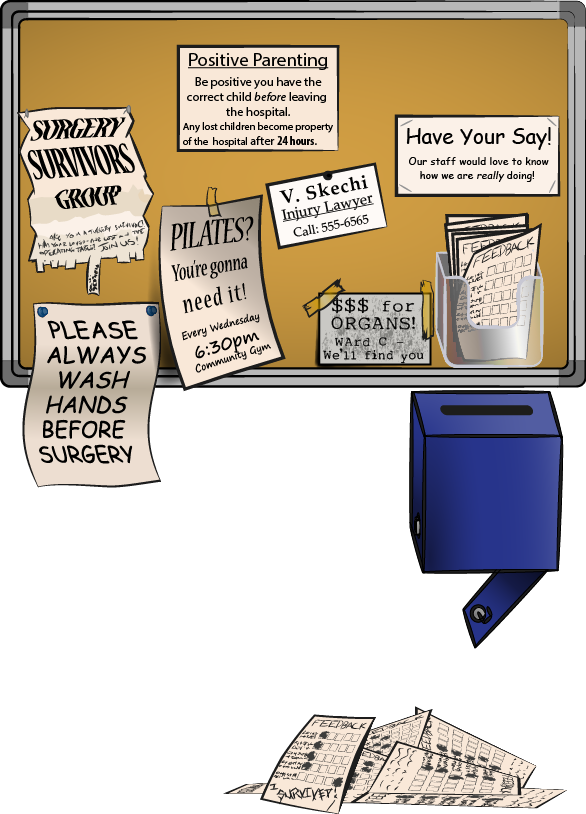 Positive Parenting
Be positive you have the
correct child before leaving
the hospital.
Any lost children become property
of the hospital after 24 hours.
SURGERY
SURVIVORS
GROUP
JOIN US!
PILATES?
You're gonna
need it!
Every Wednesday
6:30pm
Community Gym
V. Skechi
Injury Lawyer
Call: 555-6565
Have Your Say!
Our staff would love to know
how we are really doing!
$$$ for
ORGANS!
WArd C -
We'll find you
FEEDBACK
PLEASE
ALWAYS
WASH
HANDS
BEFORE
SURGERY
FEEDBACK
I SURVIVED!